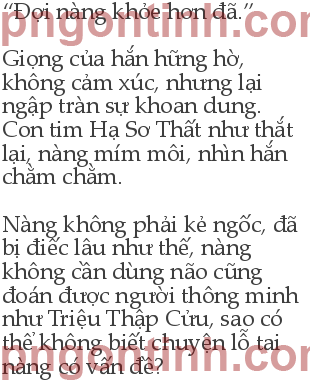 “Đợi nàng khỏe hơn đã.”
pngontinh.com
Giọng của hắn hững hờ,
không cảm xúc, nhưng lại
ngập tràn sự khoan dung.
Con tim Hạ Sơ Thất như thắt
lại, nàng mím môi, nhìn hắn
chằm chằm.
Nàng không phải kẻ ngốc, đã
bị điếc lâu như thế, nàng
không cần dùng não cũng
đoán được người thông minh
như Triệu Thập Cửu, sao có
thể không biết chuyện lỗ tai
nàng có vấn đề?
pngontinh.com